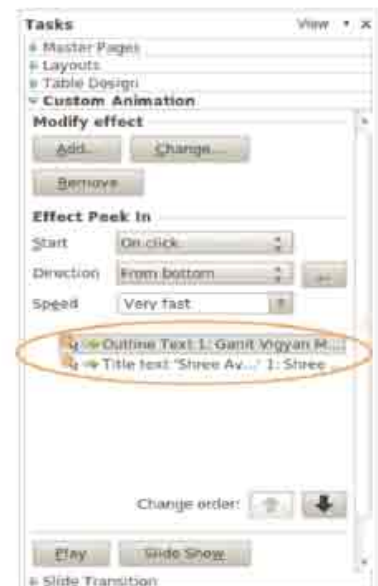 Tasks View
Master Pages
Layouts
Table Design
Custom Animation
Modify effect
Add... Change...
Remove
Effect Peek In
Start On click
Direction From bottom ...
Speed Very fast
Outline Text 1: Ganit Vigyan M...
Title text 'Shree Av...' 1: Shree
Change order:
Play Slide Show
Slide Transition